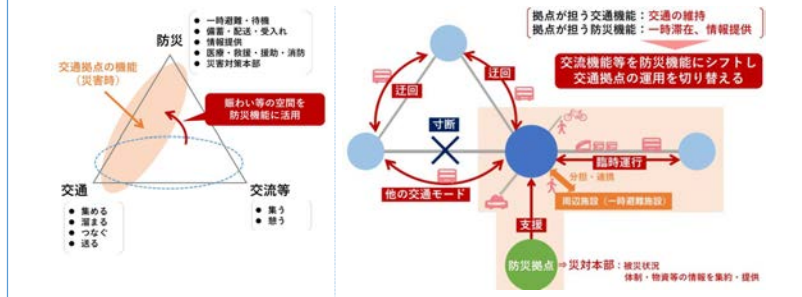 防災
● 一時避難・待機
● 備蓄・配送・受入れ
● 情報提供
● 医療・救援・援助・消防
● 災害対策本部
交通拠点の機能
（災害時）
賑わい等の空間を
防災機能に活用
交通
● 集める
● 溜まる
● つなぐ
● 送る
交流等
● 集う
● 憩う
拠点が担う交通機能：交通の維持
拠点が担う防災機能：一時滞在、情報提供
交流機能等を防災機能にシフトし
交通拠点の運用を切り替える
迂回
迂回
寸断
他の交通モード
臨時運行
分担・連携
周辺施設（一時避難施設）
支援
防災拠点
⇒災対本部：被災状況
体制・物資等の情報を集約・提供